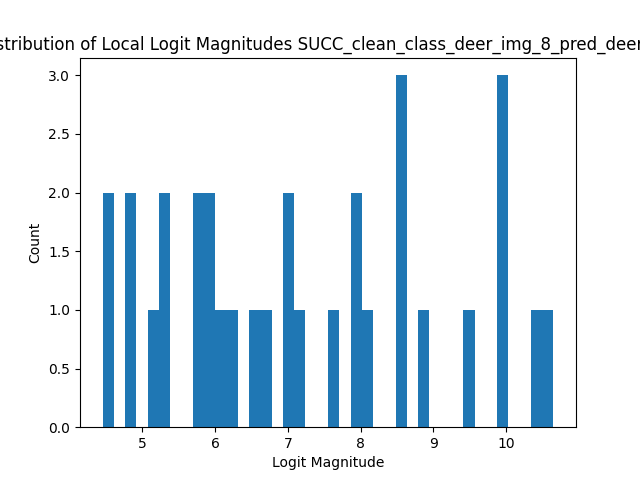 stribution of Local Logit Magnitudes SUCC_clean_class_deer_img_8_pred_deer
3.0
2.5
2.0
1.5
1.0
0.5
0.0
Count
5 6 7 8 9 10
Logit Magnitude